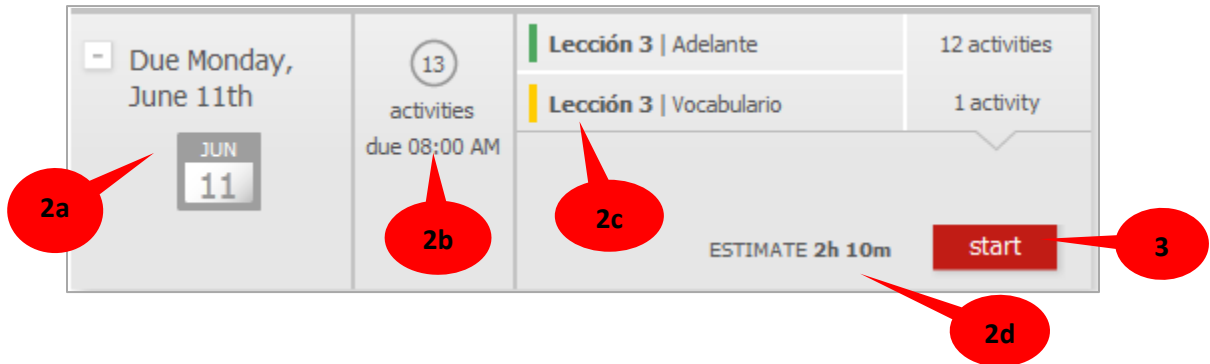 - Due Monday,
June 11th
JUN
11
13
activities
due 08:00 AM
Lección 3 | Adelante
12 activities
Lección 3 | Vocabulario
1 activity
ESTIMATE 2h 10m
start
2a
2b
2c
2d
3